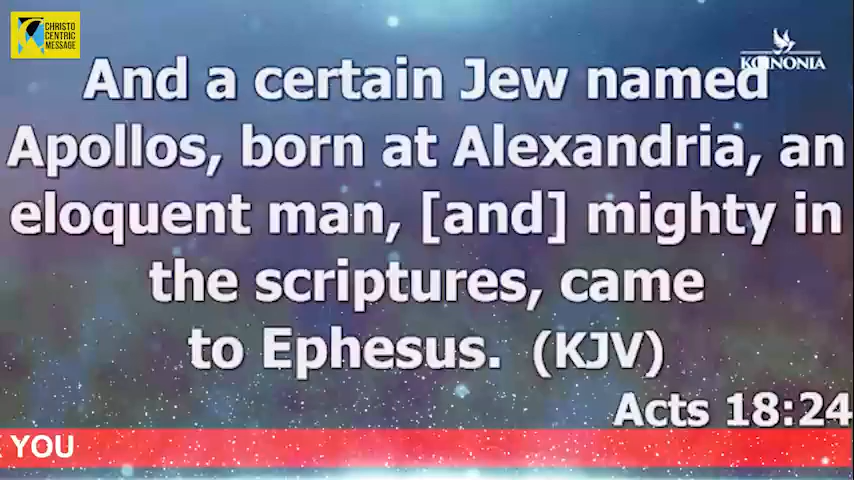 CHRISTO
CENTRIC
MESSAGE
KOINONIA
And a certain Jew named
Apollos, born at Alexandria, an
eloquent man, [and] mighty in
the scriptures, came
to Ephesus. (KJV)
Acts 18:24
YOU